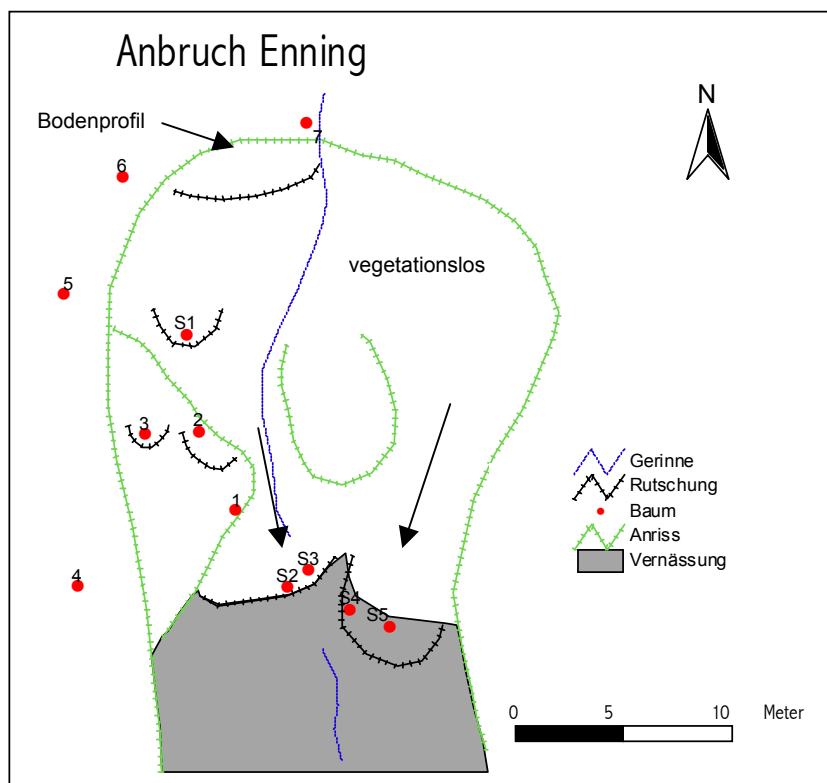 Anbruch Enning
N
Bodenprofil
7
6
vegetationslos
5
S1
3
2
1
Gerinne
Rutschung
Baum
Anriss
Vernässung
S3
S2
4
S4
S5
0 5 10 Meter